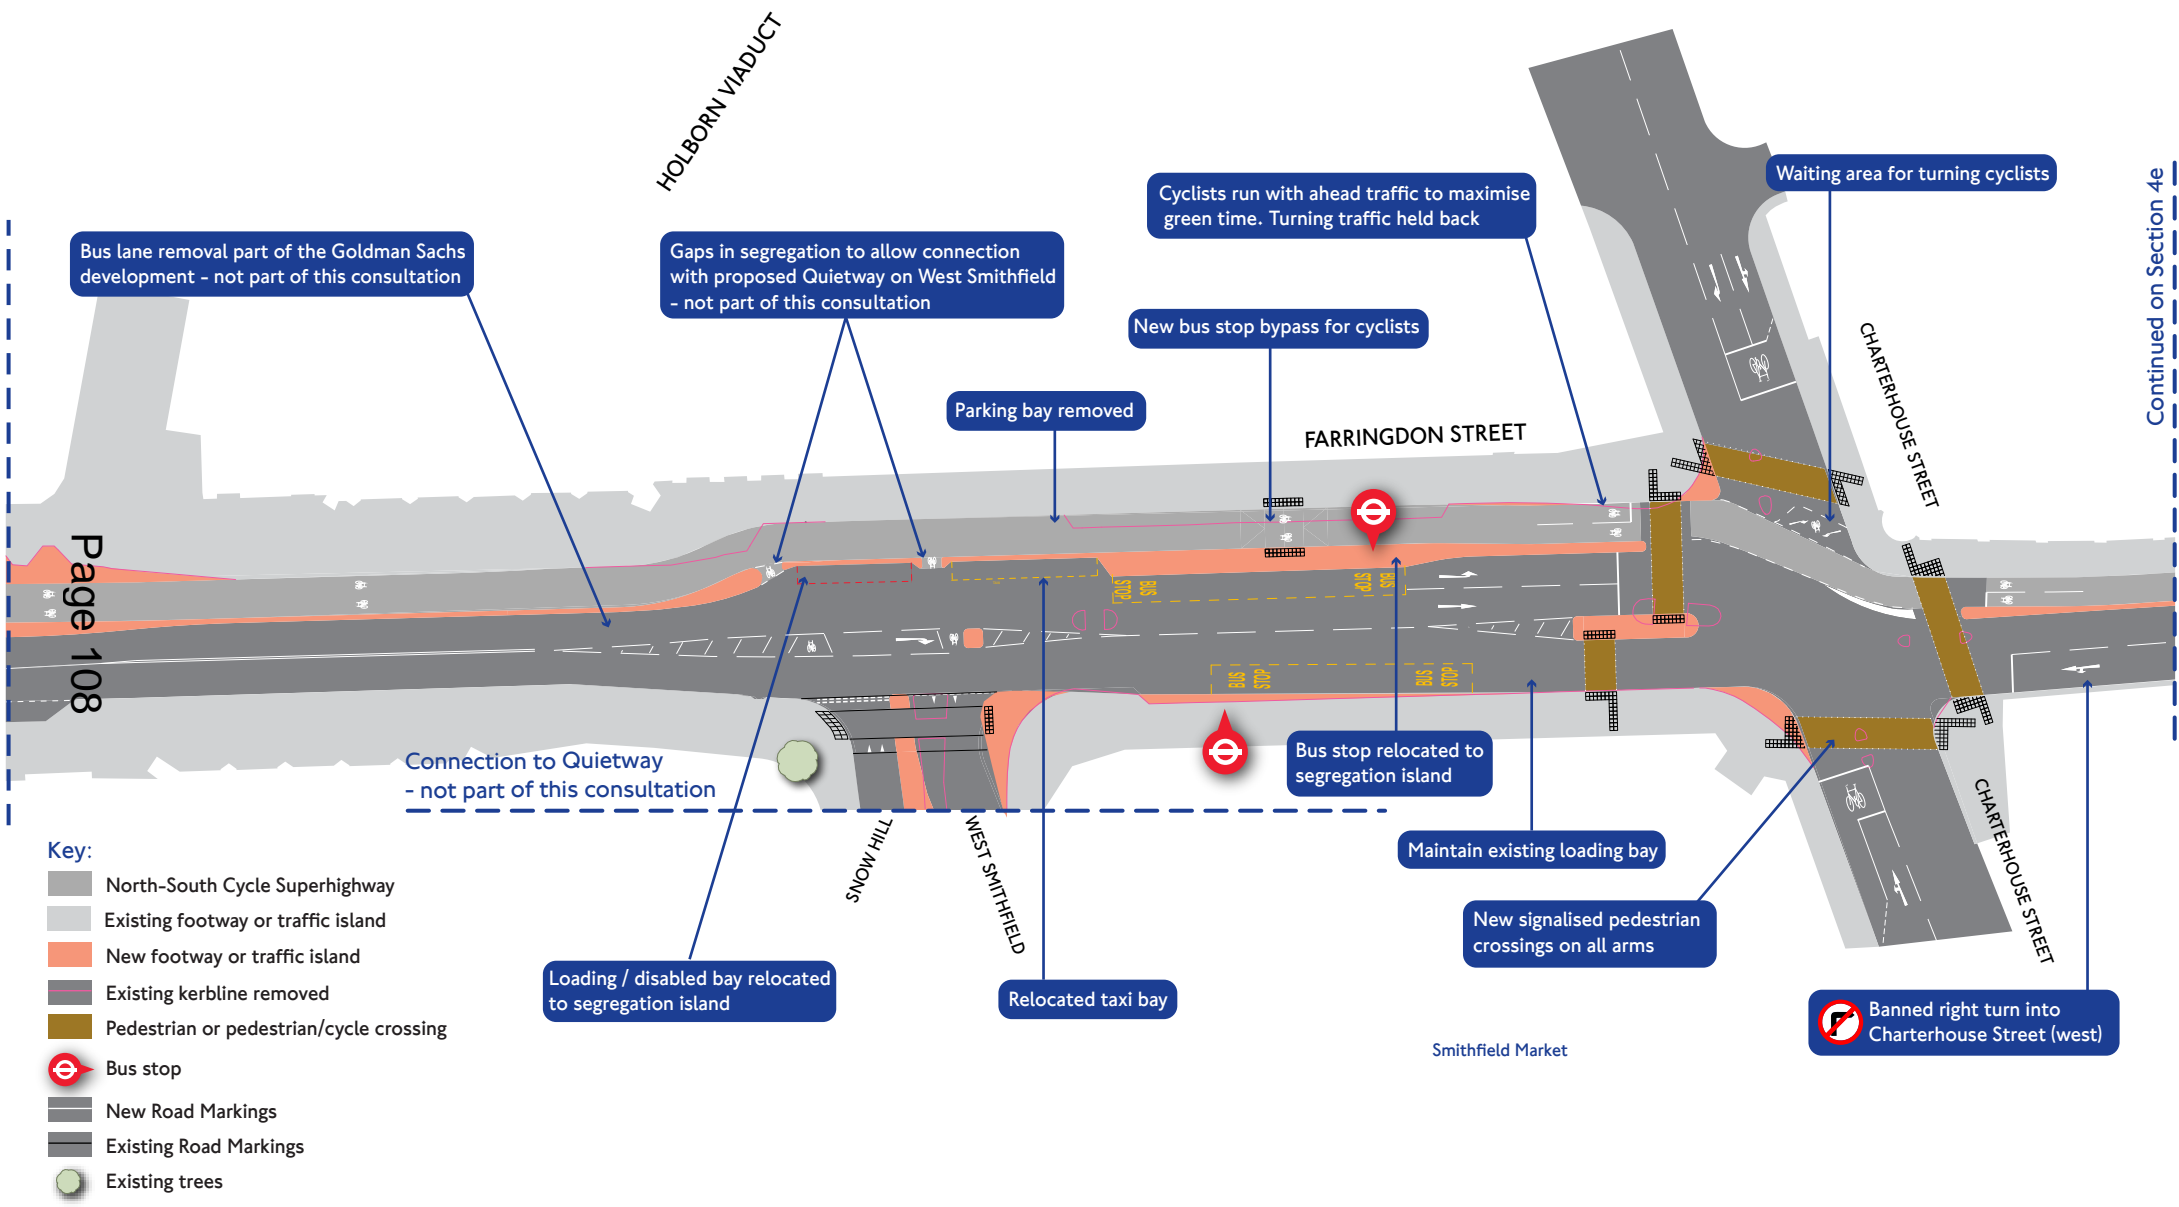 HOLBORN VIADUCT
Continued on Section 4e
Waiting area for turning cyclists
Cyclists run with ahead traffic to maximise
green time. Turning traffic held back
Bus lane removal part of the Goldman Sachs
development - not part of this consultation
Gaps in segregation to allow connection
with proposed Quietway on West Smithfield
- not part of this consultation
New bus stop bypass for cyclists
CHARTERHOUSE STREET
Parking bay removed
FARRINGDON STREET
Page 108
BUS
STOP
BUS
STOP
BUS
STOP
BUS
STOP
Connection to Quietway
- not part of this consultation
Bus stop relocated to
segregation island
SNOW HILL
WEST SMITHFIELD
CHARTERHOUSE STREET
Maintain existing loading bay
New signalised pedestrian
crossings on all arms
Loading / disabled bay relocated
to segregation island
Relocated taxi bay
Banned right turn into
Charterhouse Street (west)
Smithfield Market
Key:
North-South Cycle Superhighway
Existing footway or traffic island
New footway or traffic island
Existing kerbline removed
Pedestrian or pedestrian/cycle crossing
Bus stop
New Road Markings
Existing Road Markings
Existing trees